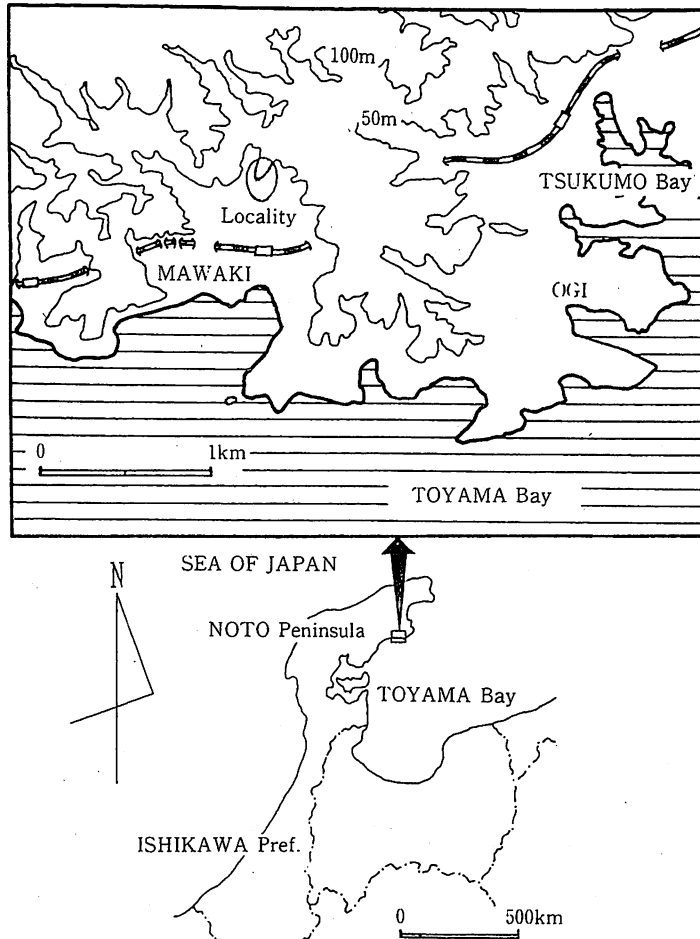 100m
50m
TSUKUMO Bay
Locality
MAWAKI
OGI
0 1km
TOYAMA Bay
SEA OF JAPAN
N
NOTO Peninsula
TOYAMA Bay
ISHIKAWA Pref.
0 500km